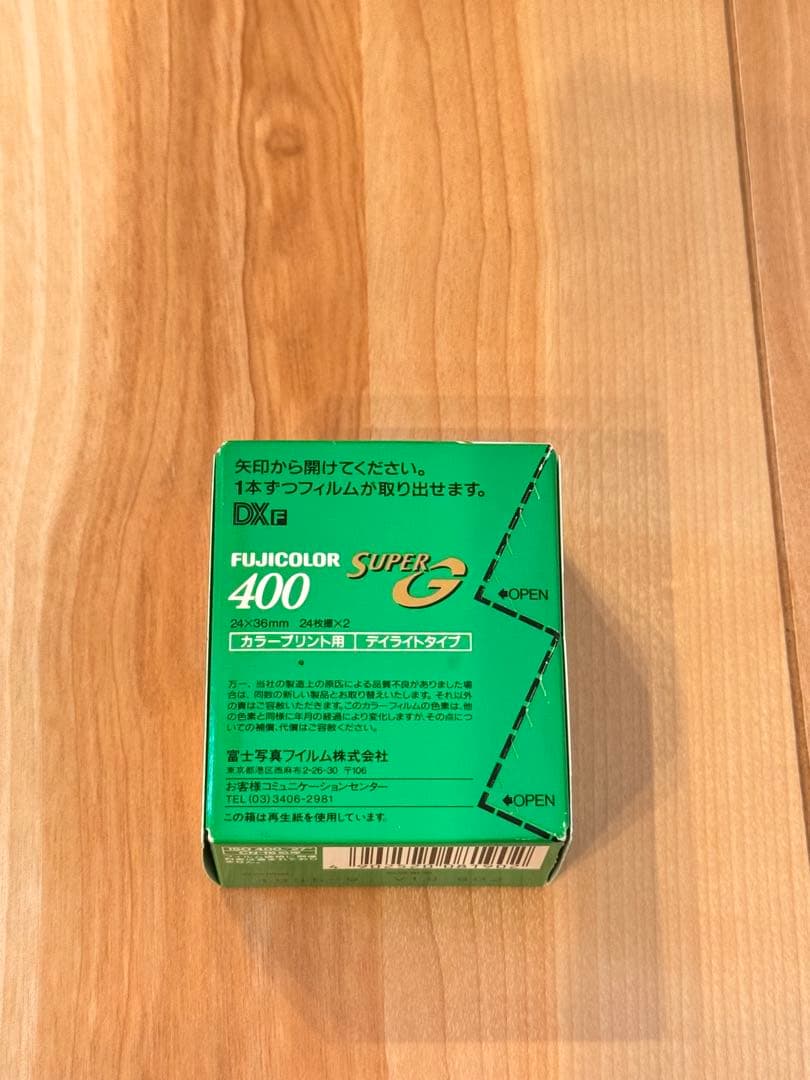 矢印から開けてください。
1本ずつフィルムが取り出せます。
DX F
FUJICOLOR SUPER G
400
OPEN
24×36mm 24枚撮×2
カラープリント用 デイライトタイプ
万一、当社の製造上の原因による品質不良がありました場
合は、同数の新しい製品とお取り替えいたします。それ以外
の責はご容赦いただきます。このカラーフィルムの色素は、他
の色素と同様に年月の経過により変化しますが、その点につ
いての補償、代償はご容赦ください。
富士写真フイルム株式会社
東京都港区西麻布2-26-30 〒106
お客様コミュニケーションセンター
TEL (03) 3406-2981
OPEN
この箱は再生紙を使用しています。
ISO 400 27°